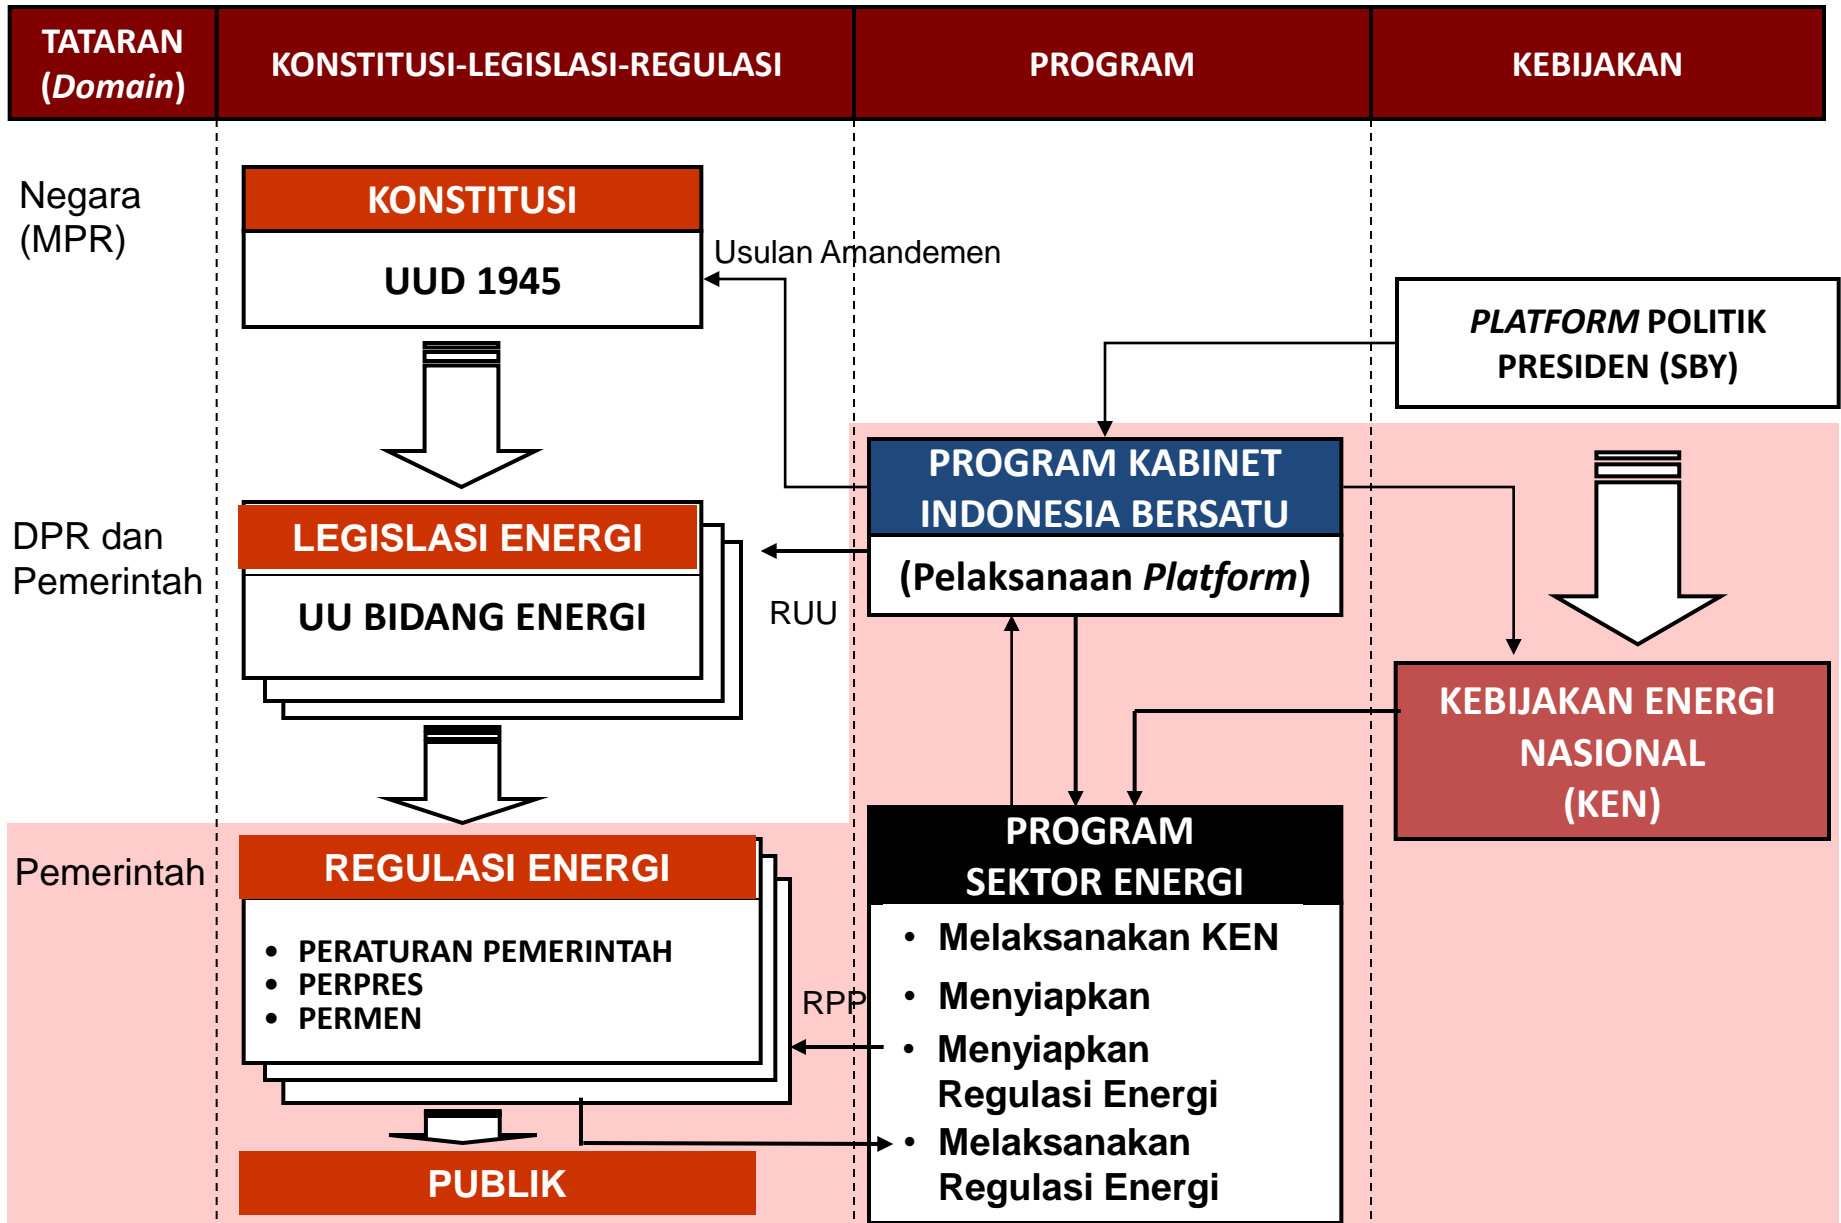 TATARAN
(Domain)
KONSTITUSI-LEGISLASI-REGULASI
PROGRAM
KEBIJAKAN
Negara
(MPR)
KONSTITUSI
UUD 1945
Usulan Amandemen
PLATFORM POLITIK
PRESIDEN (SBY)
DPR dan
Pemerintah
LEGISLASI ENERGI
UU BIDANG ENERGI
RUU
PROGRAM KABINET
INDONESIA BERSATU
(Pelaksanaan Platform)
KEBIJAKAN ENERGI
NASIONAL
(KEN)
Pemerintah
REGULASI ENERGI
• PERATURAN PEMERINTAH
• PERPRES
• PERMEN
RPP
PROGRAM
SEKTOR ENERGI
• Melaksanakan KEN
• Menyiapkan
• Menyiapkan
Regulasi Energi
• Melaksanakan
Regulasi Energi
PUBLIK